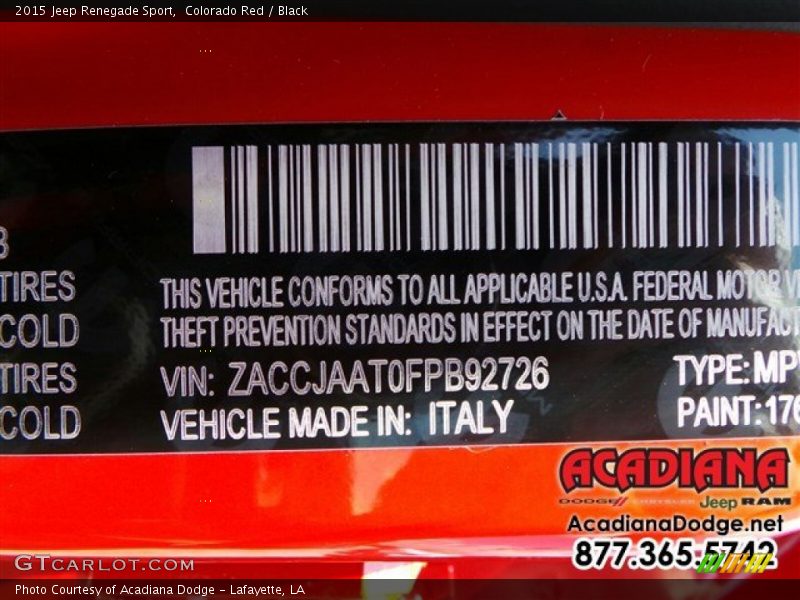 2015 Jeep Renegade Sport,  Colorado Red / Black
TIRES
COLD
TIRES
COLD
THIS VEHICLE CONFORMS TO ALL APPLICABLE U.S.A. FEDERAL MOTOR
THEFT PREVENTION STANDARDS IN EFFECT ON THE DATE OF
VIN: ZACCJAAT0FPB92726
TYPE: MP
VEHICLE MADE IN: ITALY
PAINT: 176
ACADIANA
DODGE CHRYSLER Jeep RAM
AcadianaDodge.net
877.365.5742
GTCARLOT.COM
Photo Courtesy of Acadiana Dodge - Lafayette, LA